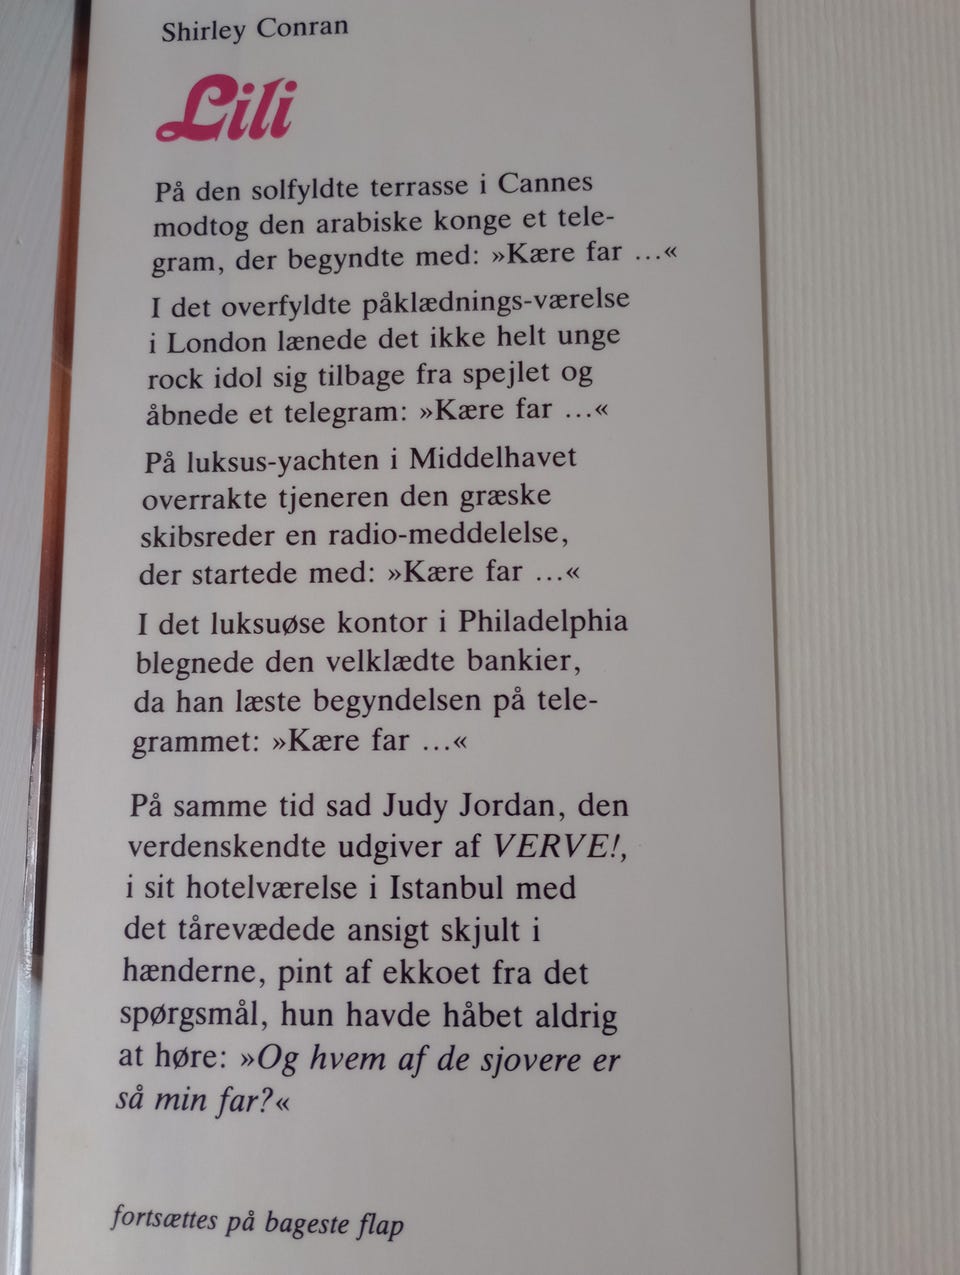 Shirley Conran
Lili
På den solfyldte terrasse i Cannes
modtog den arabiske konge et tele-
gram, der begyndte med: »Kære far ...«
I det overfyldte påklædnings-værelse
i London lænede det ikke helt unge
rock idol sig tilbage fra spejlet og
åbnede et telegram: »Kære far ...«
På luksus-yachten i Middelhavet
overrakte tjeneren den græske
skibsreder en radio-meddelelse,
der startede med: »Kære far ...«
I det luksuøse kontor i Philadelphia
blegnede den velklædte bankier,
da han læste begyndelsen på tele-
grammet: »Kære far ...«
På samme tid sad Judy Jordan, den
verdenskendte udgiver af VERVE!,
i sit hotelværelse i Istanbul med
det tårevædede ansigt skjult i
hænderne, pint af ekkoet fra det
spørgsmål, hun havde håbet aldrig
at høre: »Og hvem af de sjovere er
så min far?«
fortsættes på bageste flap